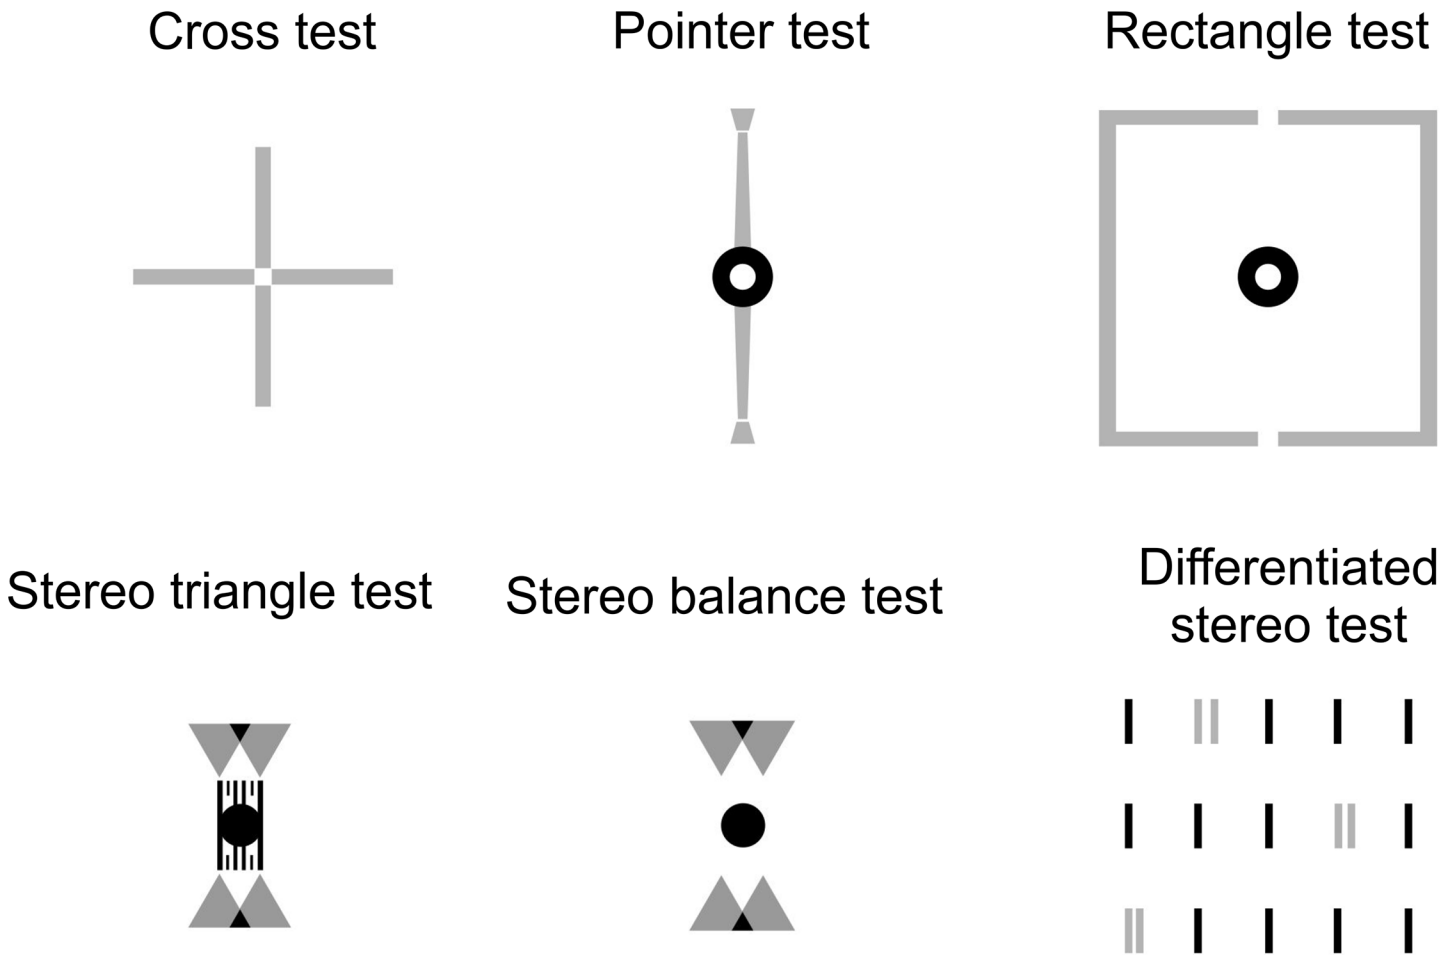 Cross test
Pointer test
Rectangle test
Stereo triangle test
Stereo balance test
Differentiated
stereo test